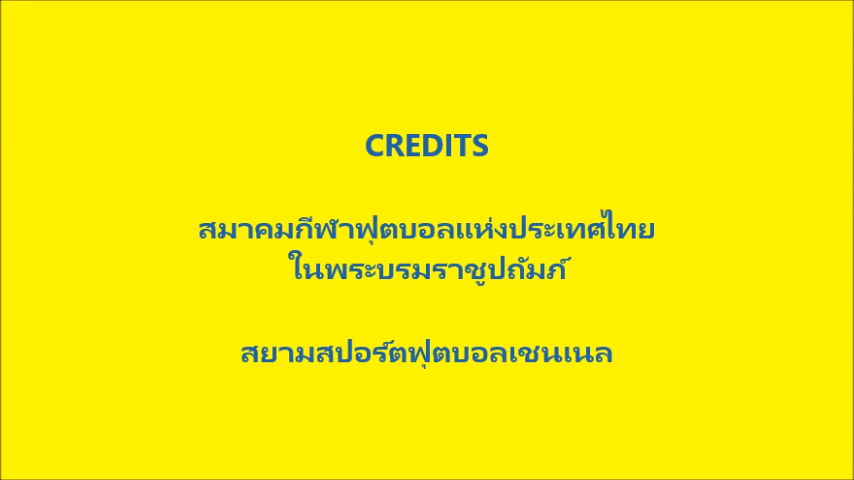 CREDITS
สมาคมกีฬาฟุตบอลแห่งประเทศไทย
ในพระบรมราชูปถัมภ์
สยามสปอร์ตฟุตบอลเชนเนล